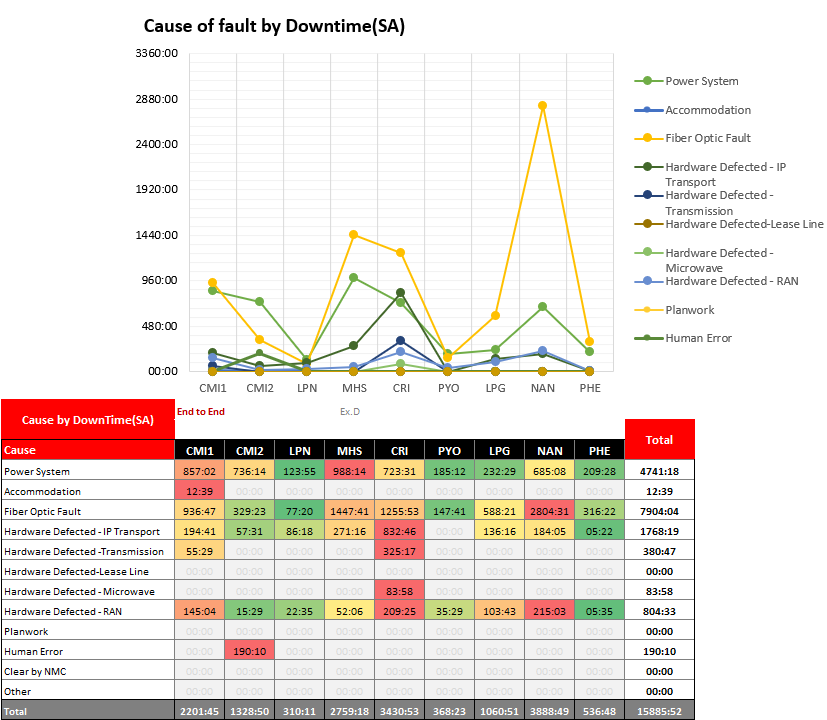 Cause of fault by Downtime(SA)
3360:00
2880:00
2400:00
1920:00
1440:00
960:00
480:00
00:00
CMI1 CMI2 LPN MHS CRI PYO LPG NAN PHE
Power System
Accommodation
Fiber Optic Fault
Hardware Defected - IP
Transport
Hardware Defected -
Transmission
Hardware Defected-Lease Line
Hardware Defected -
Microwave
Hardware Defected - RAN
Planwork
Human Error
Cause by DownTime(SA) End to End Ex.D Total
Cause CMI1 CMI2 LPN MHS CRI PYO LPG NAN PHE
Power System 857:02 736:14 123:55 988:14 723:31 185:12 232:29 685:08 209:28 4741:18
Accommodation 12:39 00:00 00:00 00:00 00:00 00:00 00:00 00:00 00:00 12:39
Fiber Optic Fault 936:47 329:23 77:20 1447:41 1255:53 147:41 588:21 2804:31 316:22 7904:04
Hardware Defected - IP Transport 194:41 57:31 86:18 271:16 832:46 00:00 136:16 184:05 05:22 1768:19
Hardware Defected -Transmission 55:29 00:00 00:00 00:00 325:17 00:00 00:00 00:00 00:00 380:47
Hardware Defected-Lease Line 00:00 00:00 00:00 00:00 00:00 00:00 00:00 00:00 00:00 00:00
Hardware Defected - Microwave 00:00 00:00 00:00 00:00 83:58 00:00 00:00 00:00 00:00 83:58
Hardware Defected - RAN 145:04 15:29 22:35 52:06 209:25 35:29 103:43 215:03 05:35 804:33
Planwork 00:00 00:00 00:00 00:00 00:00 00:00 00:00 00:00 00:00 00:00
Human Error 00:00 190:10 00:00 00:00 00:00 00:00 00:00 00:00 00:00 190:10
Clear by NMC 00:00 00:00 00:00 00:00 00:00 00:00 00:00 00:00 00:00 00:00
Other 00:00 00:00 00:00 00:00 00:00 00:00 00:00 00:00 00:00 00:00
Total 2201:45 1328:50 310:11 2759:18 3430:53 368:23 1060:51 3888:49 536:48 15885:52